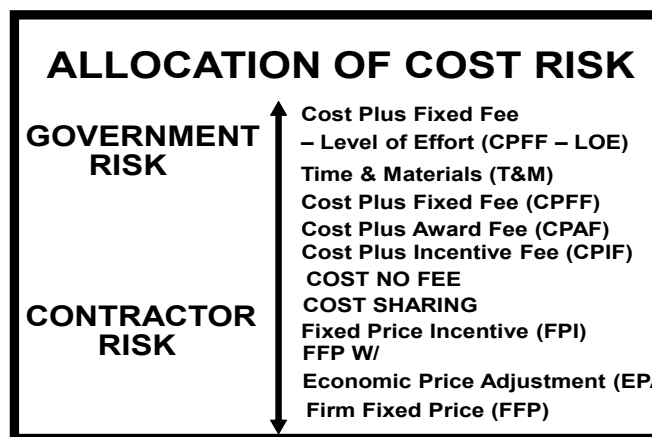 ALLOCATION OF COST RISK
GOVERNMENT
RISK
CONTRACTOR
RISK
Cost Plus Fixed Fee
– Level of Effort (CPFF – LOE)
Time & Materials (T&M)
Cost Plus Fixed Fee (CPFF)
Cost Plus Award Fee (CPAF)
Cost Plus Incentive Fee (CPIF)
COST NO FEE
COST SHARING
Fixed Price Incentive (FPI)
FFP W/
Economic Price Adjustment (EPA
Firm Fixed Price (FFP)